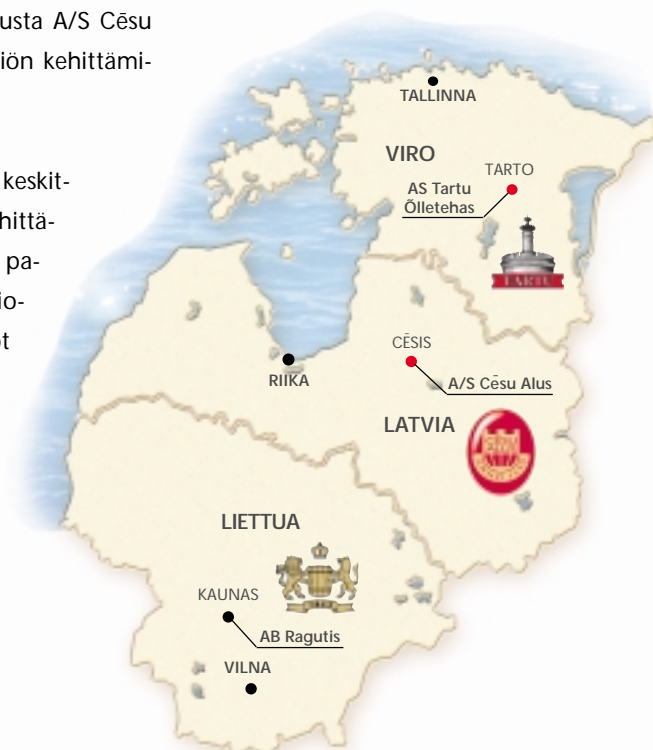 usta A/S Cēsu
iön kehittämi-
keskit-
hittä-
pa-
io-
t
TALLINNA
VIRO
TARTO
AS Tartu
Õlletehas
TARTU
CĒSIS
RIIKA
A/S Cēsu Alus
LATVIA
LIETTUA
KAUNAS
AB Ragutis
VILNA